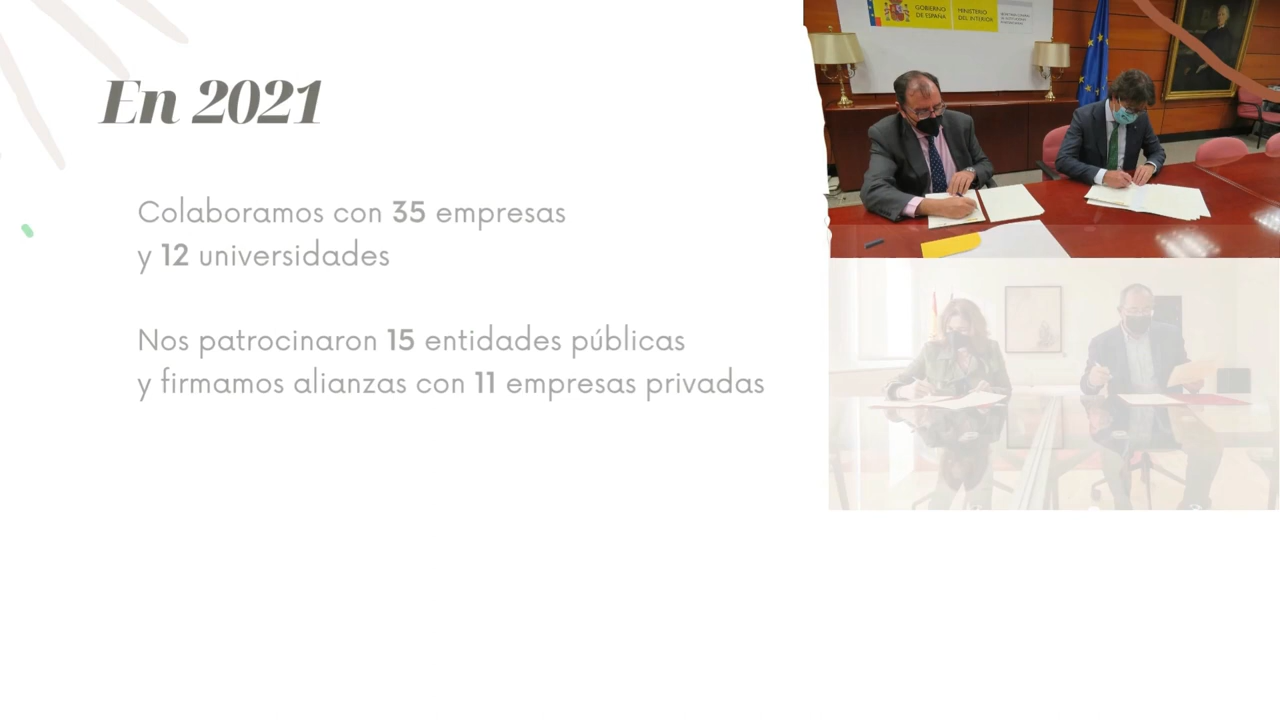 En 2021
Colaboramos con 35 empresas
y 12 universidades
Nos patrocinaron 15 entidades públicas
y firmamos alianzas con 11 empresas privadas
GOBIERNO
DE ESPAÑA
MINISTERIO
DEL INTERIOR